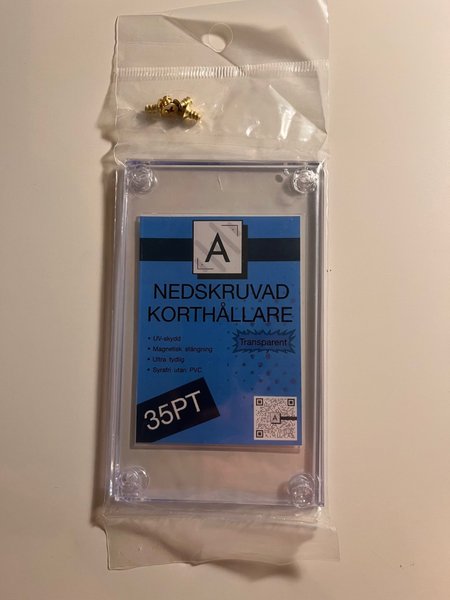 A
NEDSKRUVAD
KORTHÅLLARE
• UV-skydd
• Magnetisk stängning
• Ultra tydlig
• Syrafri utan PVC
Transparent
35PT
A